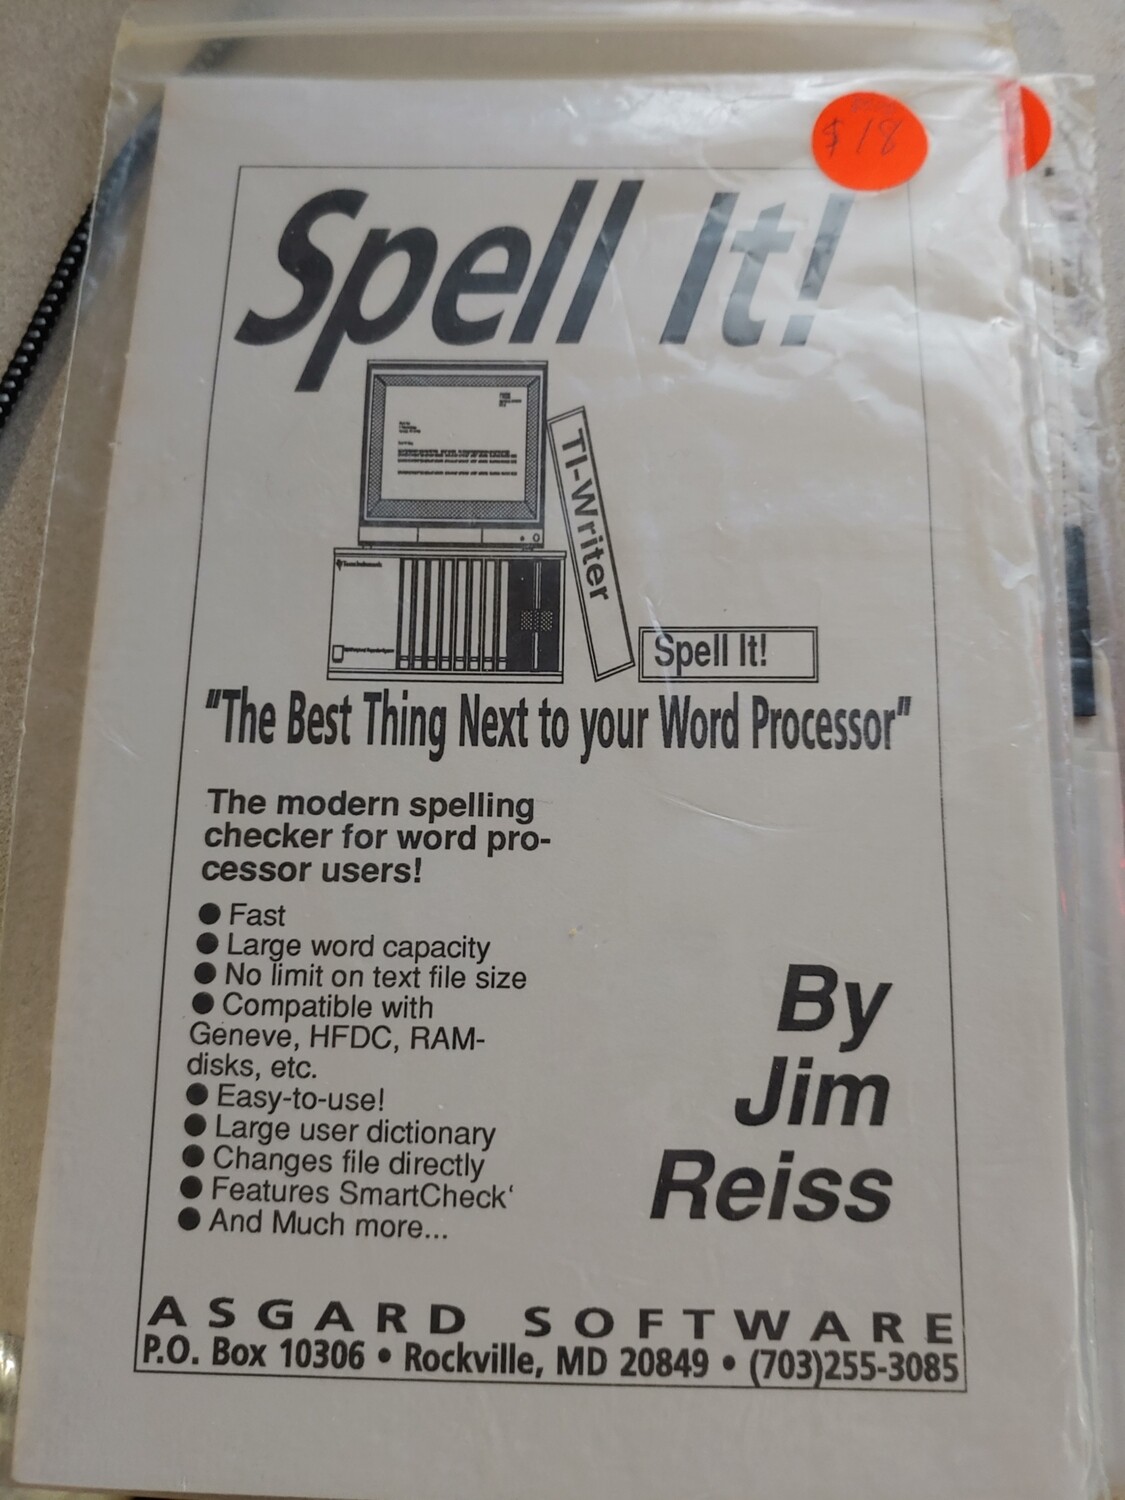 $18
Spell It!
TI-Writer
Texas Instruments
Spell It!
"The Best Thing Next to your Word Processor"
The modern spelling
checker for word pro-
cessor users!
● Fast
● Large word capacity
● No limit on text file size
● Compatible with
Geneve, HFDC, RAM-
disks, etc.
● Easy-to-use!
● Large user dictionary
● Changes file directly
● Features SmartCheck‘
● And Much more...
By
Jim
Reiss
ASGARD SOFTWARE
P.O. Box 10306 • Rockville, MD 20849 • (703)255-3085